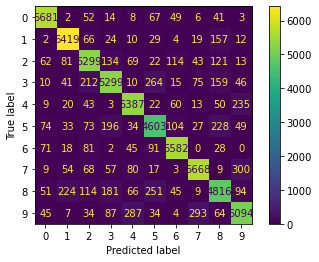 0 5681 2 52 14 8 67 49 6 41 3
1 2 6419 66 24 10 29 4 19 157 12
2 62 81 5299 134 69 22 114 43 121 13
3 10 41 212 5299 10 264 15 75 159 46
4 9 20 43 3 5387 22 60 13 50 235
5 74 33 73 196 34 4603 104 27 228 49
6 71 18 81 2 45 91 5582 0 28 0
7 9 54 68 57 80 17 3 5668 9 300
8 51 224 114 181 66 251 45 9 4816 94
9 45 7 34 87 287 34 4 293 64 5094
0 1 2 3 4 5 6 7 8 9
Predicted label
True label
6000
5000
4000
3000
2000
1000
0